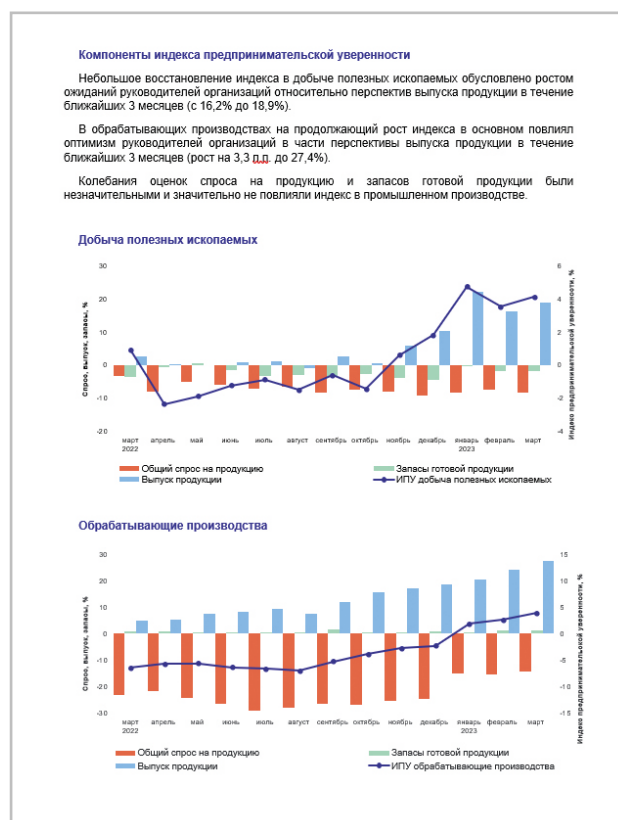 Компоненты индекса предпринимательской уверенности
Небольшое восстановление индекса в добыче полезных ископаемых обусловлено ростом
ожиданий руководителей организаций относительно перспектив выпуска продукции в течение
ближайших 3 месяцев (с 16,2% до 18,9%).
В обрабатывающих производствах на продолжающий рост индекса в основном повлиял
оптимизм руководителей организаций в части перспективы выпуска продукции в течение
ближайших 3 месяцев (рост на 3,3 п.п. до 27,4%).
Колебания оценок спроса на продукцию и запасов готовой продукции были
незначительными и значительно не повлияли индекс в промышленном производстве.
Добыча полезных ископаемых
Спрос, выпуск, запасы, %
30
20
10
0
-10
-20
6
4
2
0
-2
-4
Индекс предпринимательской уверенности, %
март апрель май июнь июль август сентябрь октябрь ноябрь декабрь январь февраль март
2022 2023
Общий спрос на продукцию Запасы готовой продукции
Выпуск продукции ИПУ добыча полезных ископаемых
Обрабатывающие производства
Спрос, выпуск, запасы, %
30
20
10
0
-10
-20
-30
15
10
5
0
-5
-10
-15
Индекс предпринимательской уверенности, %
март апрель май июнь июль август сентябрь октябрь ноябрь декабрь январь февраль март
2022 2023
Общий спрос на продукцию Запасы готовой продукции
Выпуск продукции ИПУ обрабатывающие производства